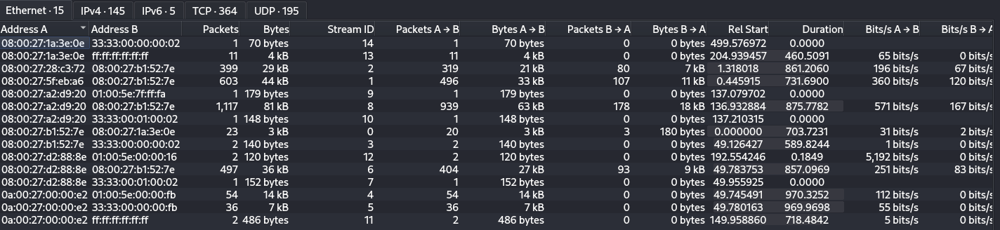 Ethernet · 15 IPv4 · 145 IPv6 · 5 TCP · 364 UDP · 195
Address A Address B Packets Bytes Stream ID Packets A → B Bytes A → B Packets B → A Bytes B → A Rel Start Duration Bits/s A → B Bits/s B → A
08:00:27:1a:3e:0e 33:33:00:00:00:02 1 70 bytes 14 1 70 bytes 0 0 bytes 499.576972 0.0000
08:00:27:1a:3e:0e ff:ff:ff:ff:ff:ff 11 4 kB 13 11 4 kB 0 0 bytes 204.939457 460.5091 65 bits/s 0 bits/s
08:00:27:28:c3:72 08:00:27:b1:52:7e 399 29 kB 2 319 21 kB 80 7 kB 1.318018 861.2060 196 bits/s 67 bits/s
08:00:27:5f:eb:a6 08:00:27:b1:52:7e 603 44 kB 1 496 33 kB 107 11 kB 0.445915 731.6900 360 bits/s 120 bits/s
08:00:27:a2:d9:20 01:00:5e:7f:ff:fa 1 179 bytes 9 1 179 bytes 0 0 bytes 137.079702 0.0000
08:00:27:a2:d9:20 08:00:27:b1:52:7e 1,117 81 kB 8 939 63 kB 178 18 kB 136.932884 875.7782 571 bits/s 167 bits/s
08:00:27:a2:d9:20 33:33:00:01:00:02 1 148 bytes 10 1 148 bytes 0 0 bytes 137.210315 0.0000
08:00:27:b1:52:7e 08:00:27:1a:3e:0e 23 3 kB 0 20 3 kB 3 180 bytes 0.000000 703.7231 31 bits/s 2 bits/s
08:00:27:b1:52:7e 33:33:00:00:00:02 2 140 bytes 3 2 140 bytes 0 0 bytes 49.126427 589.8244 1 bits/s 0 bits/s
08:00:27:d2:88:8e 01:00:5e:00:00:16 2 120 bytes 12 2 120 bytes 0 0 bytes 192.554246 0.1849 5,192 bits/s 0 bits/s
08:00:27:d2:88:8e 08:00:27:b1:52:7e 497 36 kB 6 404 27 kB 93 9 kB 49.783753 857.0969 251 bits/s 83 bits/s
08:00:27:d2:88:8e 33:33:00:01:00:02 1 152 bytes 7 1 152 bytes 0 0 bytes 49.955925 0.0000
0a:00:27:00:00:e2 01:00:5e:00:00:fb 54 14 kB 4 54 14 kB 0 0 bytes 49.745491 970.3252 112 bits/s 0 bits/s
0a:00:27:00:00:e2 33:33:00:00:00:fb 36 7 kB 5 36 7 kB 0 0 bytes 49.780163 969.9698 55 bits/s 0 bits/s
0a:00:27:00:00:e2 ff:ff:ff:ff:ff:ff 2 486 bytes 11 2 486 bytes 0 0 bytes 149.958860 718.4842 5 bits/s 0 bits/s